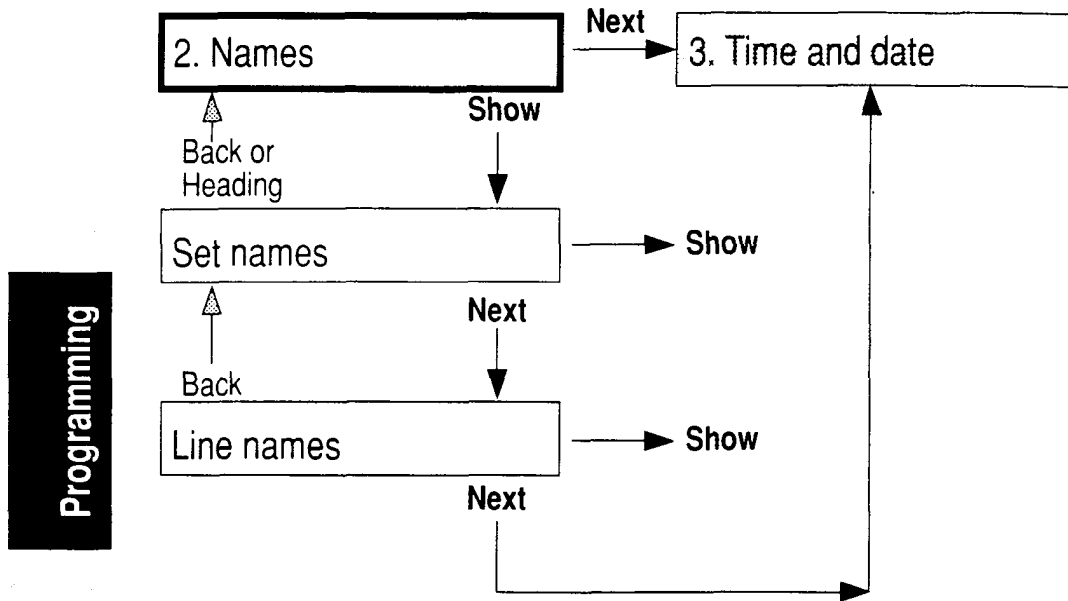 Next
2. Names
3. Time and date
Show
Back or
Heading
Set names
Show
Next
Back
Line names
Show
Next
Programming